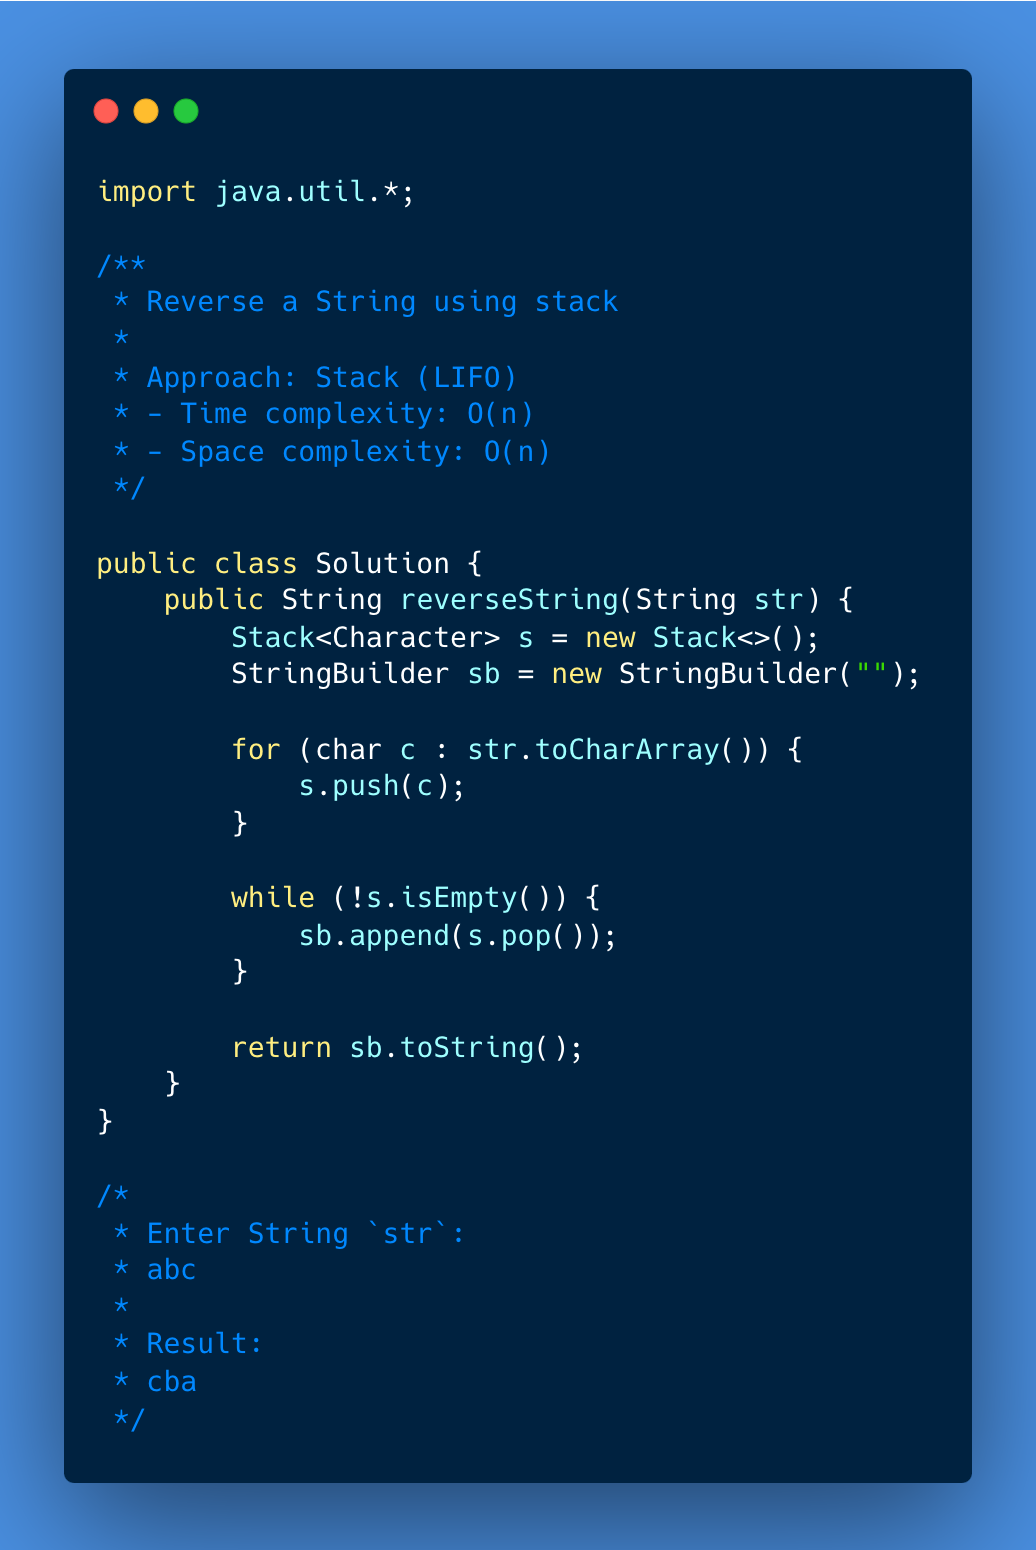 import java.util.*;

/**
 * Reverse a String using stack
 *
 * Approach: Stack (LIFO)
 * - Time complexity: O(n)
 * - Space complexity: O(n)
 */

public class Solution {
    public String reverseString(String str) {
        Stack<Character> s = new Stack<>();
        StringBuilder sb = new StringBuilder("");

        for (char c : str.toCharArray()) {
            s.push(c);
        }

        while (!s.isEmpty()) {
            sb.append(s.pop());
        }

        return sb.toString();
    }
}

/*
 * Enter String `str`:
 * abc
 *
 * Result:
 * cba
 */